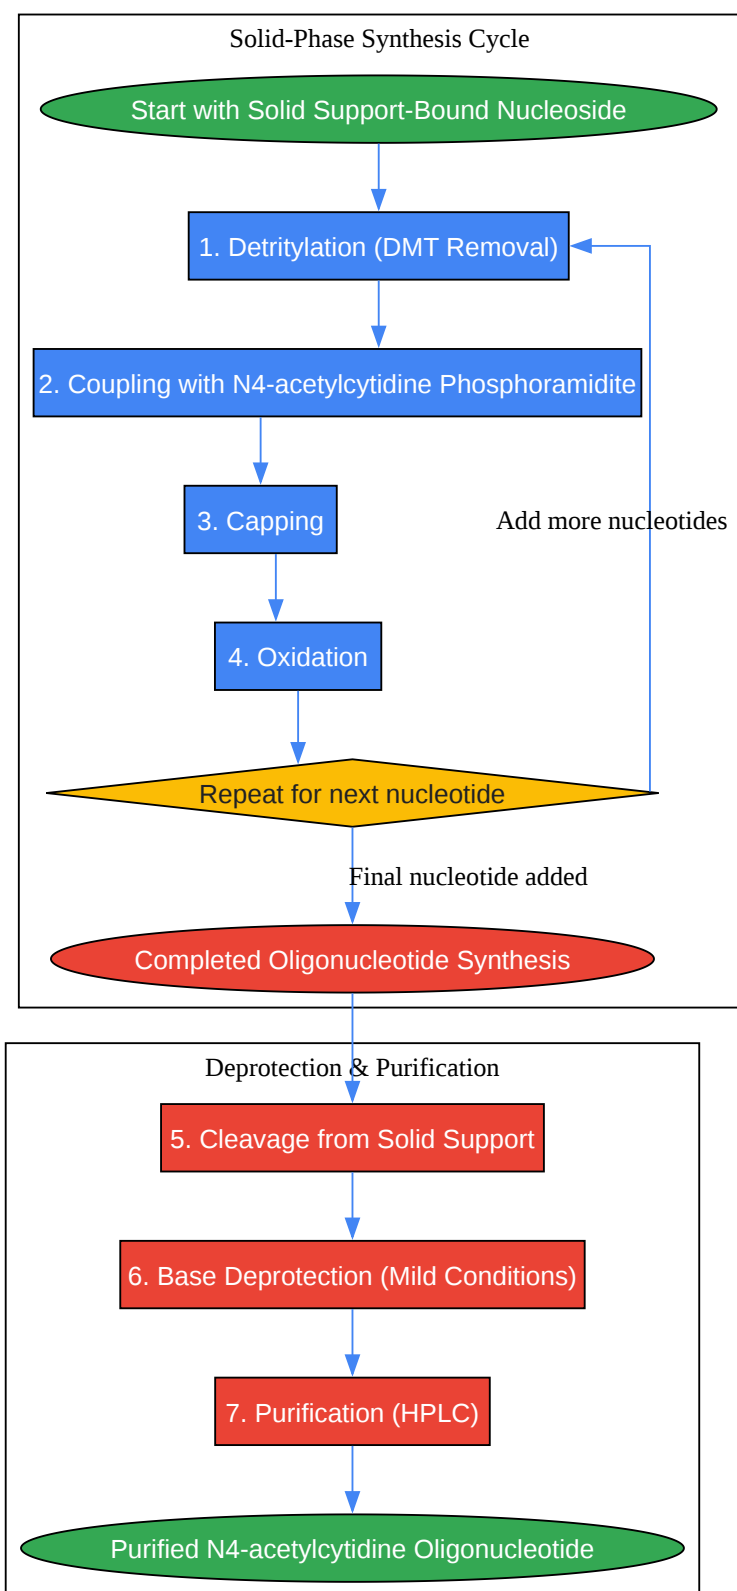 Solid-Phase Synthesis Cycle
Start with Solid Support-Bound Nucleoside
1. Detritylation (DMT Removal)
2. Coupling with N4-acetylcytidine Phosphoramidite
3. Capping
Add more nucleotides
4. Oxidation
Repeat for next nucleotide
Final nucleotide added
Completed Oligonucleotide Synthesis
Deprotection & Purification
5. Cleavage from Solid Support
6. Base Deprotection (Mild Conditions)
7. Purification (HPLC)
Purified N4-acetylcytidine Oligonucleotide